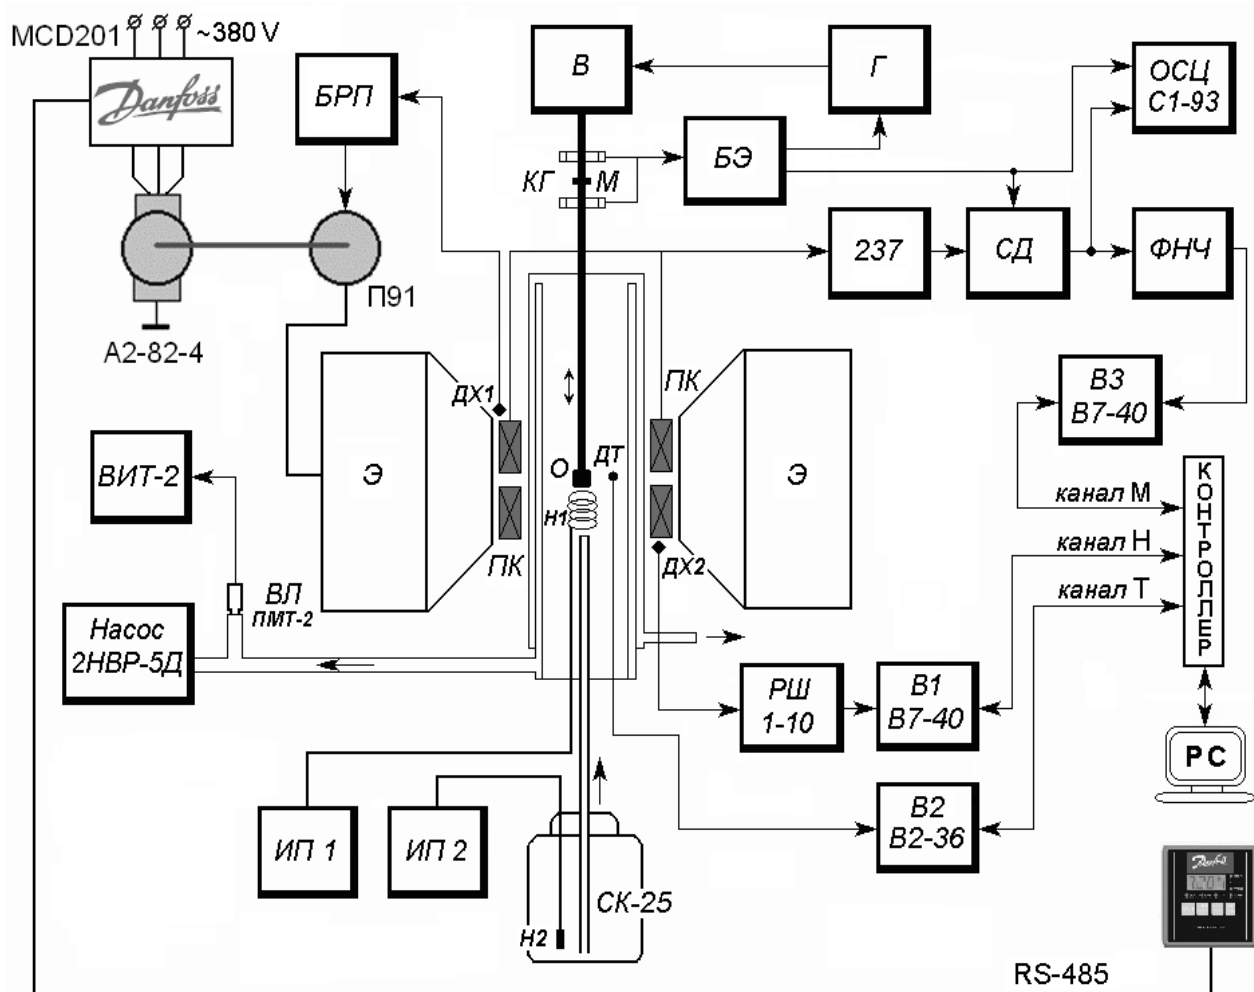 MCD201
~380 V
Danfoss
БРП
В
Г
ОСЦ
С1-93
БЭ
КГ
М
237
СД
ФНЧ
П91
А2-82-4
ДХ1
ПК
В3
В7-40
ВИТ-2
Э
О
ДТ
Э
Н1
канал М
КОНТРОЛЛЕР
канал Н
ПК
ДХ2
канал Т
ВЛ
ПМТ-2
Насос
2НВР-5Д
РШ
1-10
В1
В7-40
PC
ИП 1
ИП 2
В2
В2-36
СК-25
Danfoss
Н2
RS-485